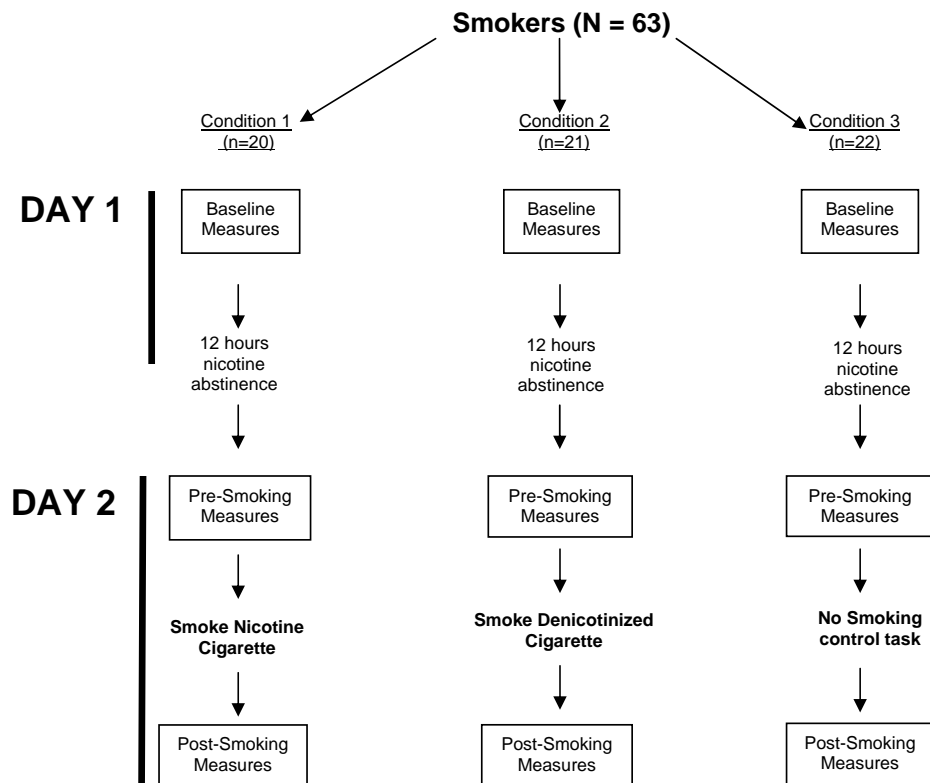 Smokers (N = 63)
Condition 1
(n=20)
Condition 2
(n=21)
Condition 3
(n=22)
DAY 1
Baseline
Measures
Baseline
Measures
Baseline
Measures
12 hours
nicotine
abstinence
12 hours
nicotine
abstinence
12 hours
nicotine
abstinence
DAY 2
Pre-Smoking
Measures
Pre-Smoking
Measures
Pre-Smoking
Measures
Smoke Nicotine
Cigarette
Smoke Denicotinized
Cigarette
No Smoking
control task
Post-Smoking
Measures
Post-Smoking
Measures
Post-Smoking
Measures